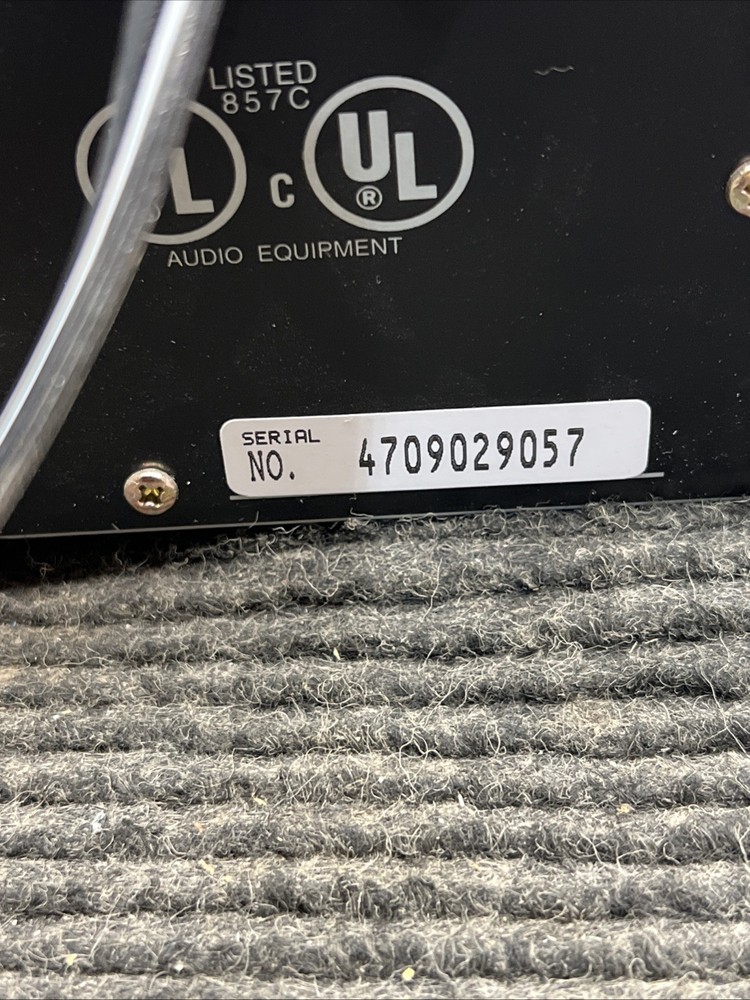 LISTED
857C
L C UL ®
AUDIO EQUIPMENT
SERIAL
NO. 4709029057